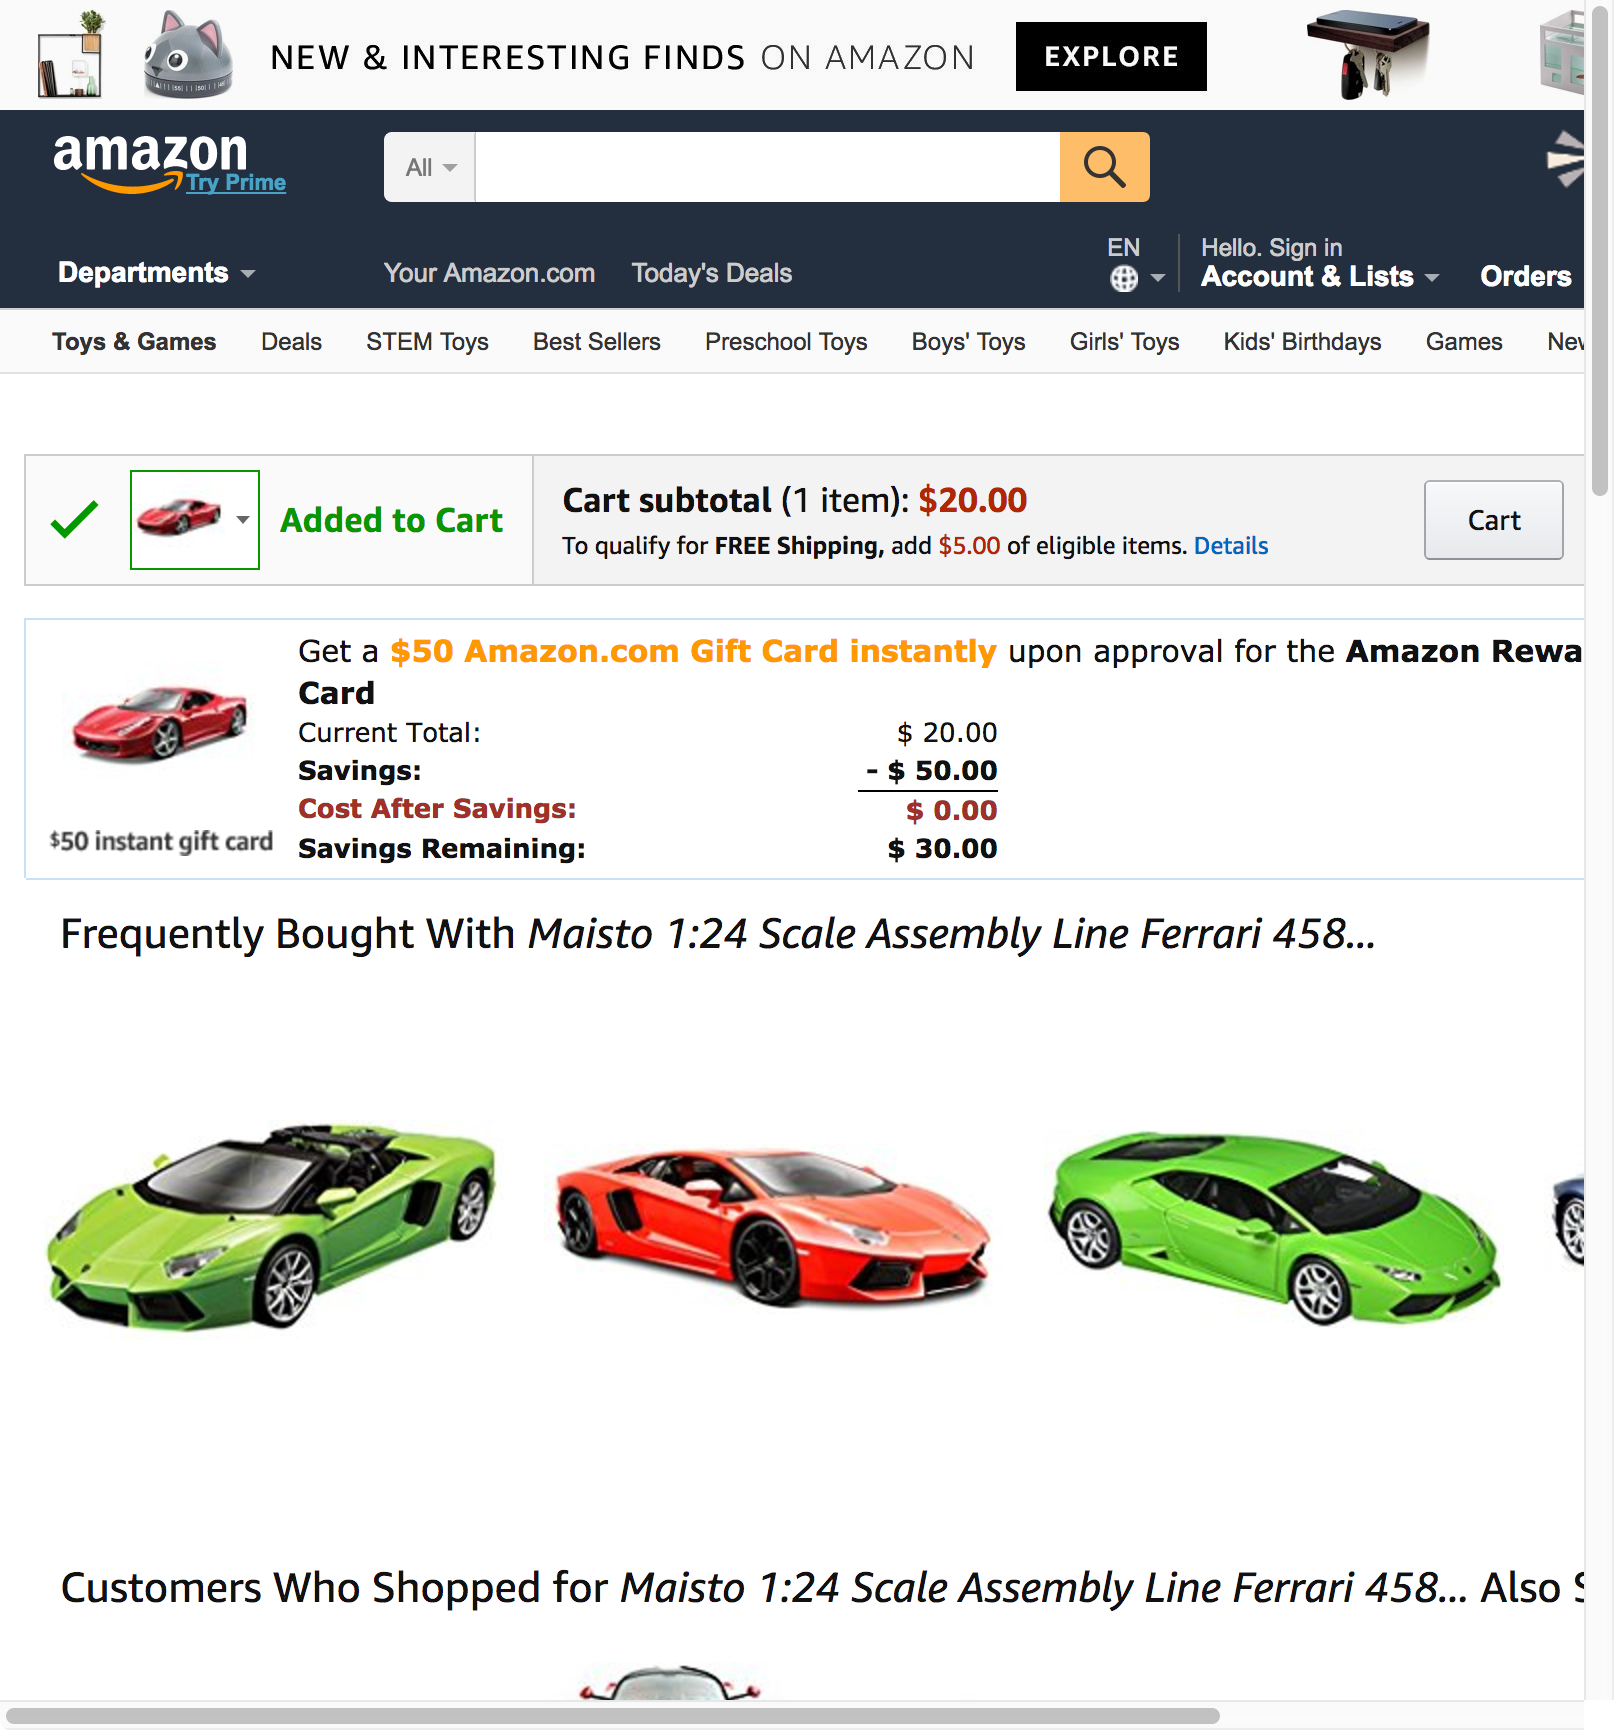 NEW & INTERESTING FINDS ON AMAZON
EXPLORE
amazon
Try Prime
All
Departments
Your Amazon.com
Today's Deals
EN
Hello. Sign in
Account & Lists
Orders
Toys & Games Deals STEM Toys Best Sellers Preschool Toys Boys' Toys Girls' Toys Kids' Birthdays Games
Added to Cart
Cart subtotal (1 item): $20.00
To qualify for FREE Shipping, add $5.00 of eligible items. Details
Cart
Get a $50 Amazon.com Gift Card instantly upon approval for the Amazon Rewa
Card
Current Total: $ 20.00
Savings: - $ 50.00
Cost After Savings: $ 0.00
Savings Remaining: $ 30.00
$50 instant gift card
Frequently Bought With Maisto 1:24 Scale Assembly Line Ferrari 458...
Customers Who Shopped for Maisto 1:24 Scale Assembly Line Ferrari 458... Also